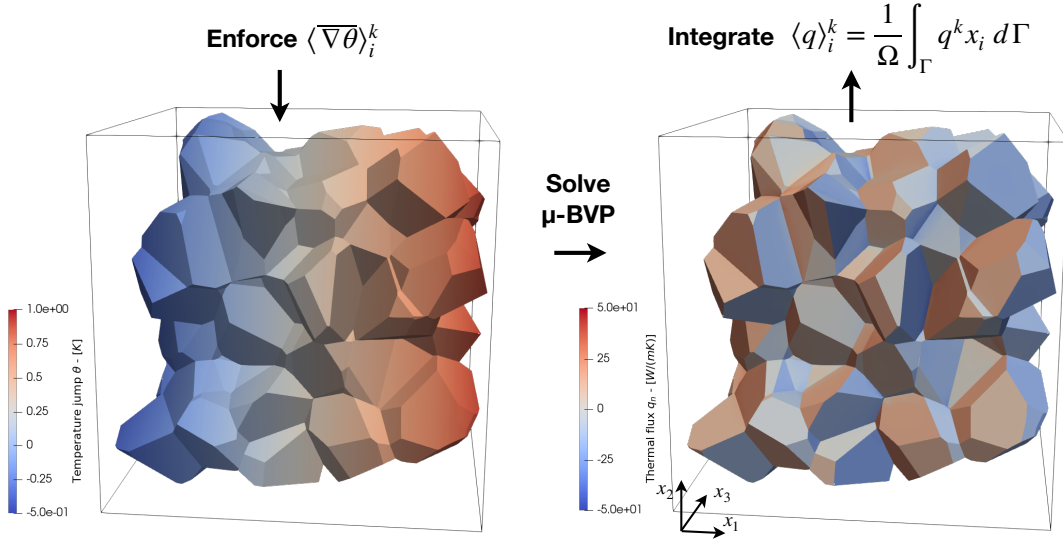 Enforce ⟨∇θ̅⟩ᵢᵏ
Integrate ⟨q⟩ᵢᵏ = 1/Ω ∫_Γ qᵏxᵢ dΓ
Solve
μ-BVP
Temperature jump θ - [K]
1.0e+00
0.75
0.5
0.25
0
-0.25
-5.0e-01
Thermal flux qₙ - [W/(mK)]
5.0e+01
25
0
-25
-5.0e+01
x₂
x₃
x₁